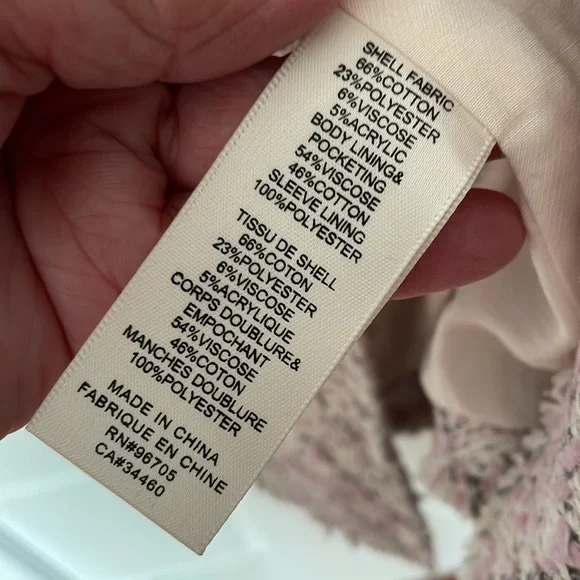 SHELL FABRIC
66%COTTON
23%POLYESTER
6%VISCOSE
5%ACRYLIC
BODY LINING&
POCKETING
54%VISCOSE
46%COTTON
SLEEVE LINING
100%POLYESTER
TISSU DE SHELL
66%COTON
23%POLYESTER
6%VISCOSE
5%ACRYLIQUE
CORPS DOUBLURE&
EMPOCHANT
54%VISCOSE
46%COTON
MANCHES DOUBLURE
100%POLYESTER
MADE IN CHINA
FABRIQUE EN CHINE
RN#96705
CA#34460